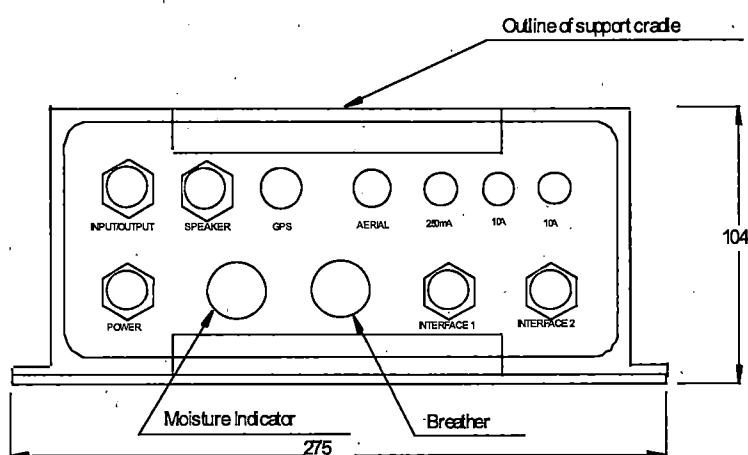 Outline of support cradle
INPUT/OUTPUT SPEAKER GPS AERIAL 250mA 10A 10A
104
POWER INTERFACE 1 INTERFACE 2
Moisture Indicator Breather
275